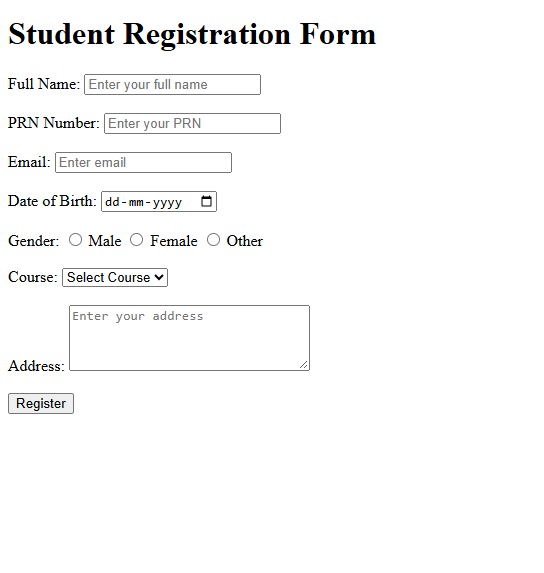 Student Registration Form
Full Name: Enter your full name
PRN Number: Enter your PRN
Email: Enter email
Date of Birth: dd-mm-yyyy
Gender: Male Female Other
Course: Select Course
Enter your address
Address:
Register